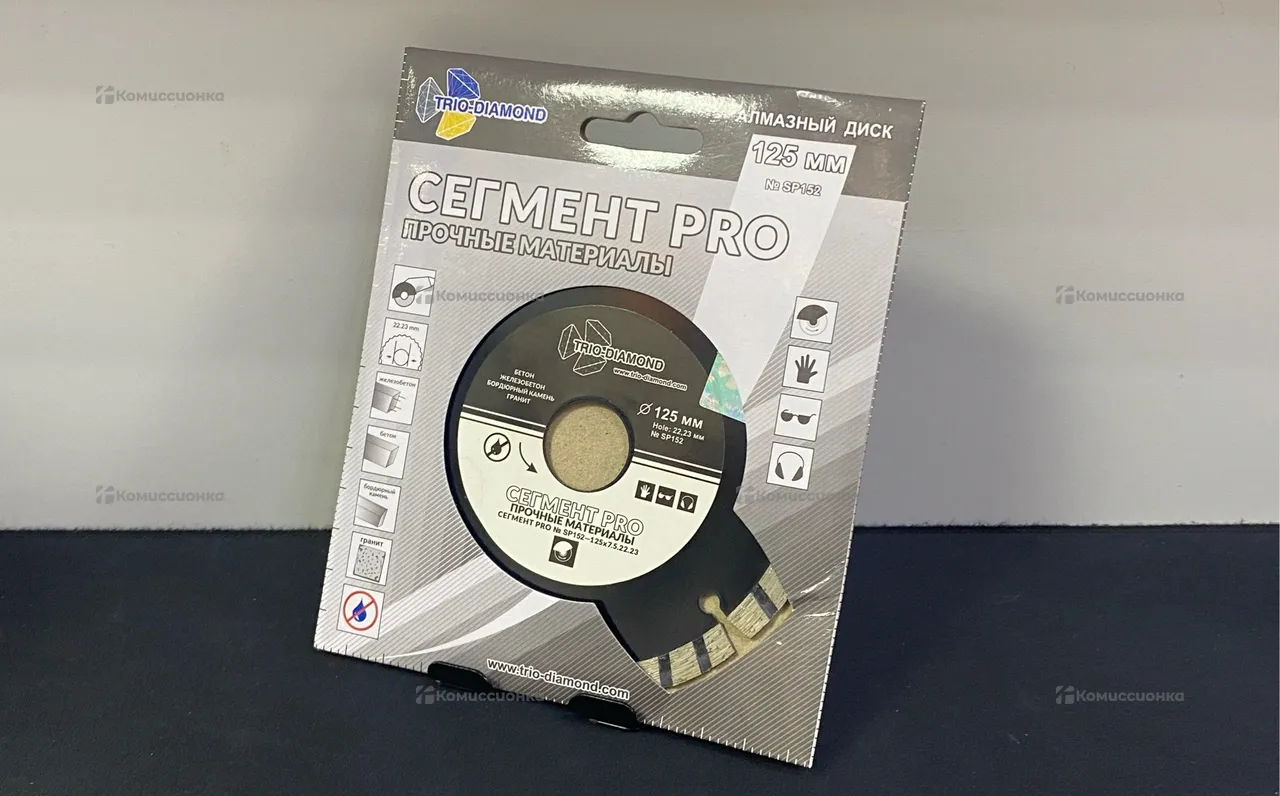 TRIO-DIAMOND
АЛМАЗНЫЙ ДИСК
125 мм
№ SP152
СЕГМЕНТ PRO
ПРОЧНЫЕ МАТЕРИАЛЫ
22.23 mm
железобетон
бетон
бордюрный
камень
гранит
TRIO-DIAMOND
www.trio-diamond.com
БЕТОН
ЖЕЛЕЗОБЕТОН
БОРДЮРНЫЙ КАМЕНЬ
ГРАНИТ
Ø 125 мм
Hole: 22.23 мм
№ SP152
СЕГМЕНТ PRO
ПРОЧНЫЕ МАТЕРИАЛЫ
СЕГМЕНТ PRO № SP152–125x7.5.22.23
www.trio-diamond.com
Комиссионка
Комиссионка
Комиссионка
Комиссионка
Комиссионка
Комиссионка
Комиссионка